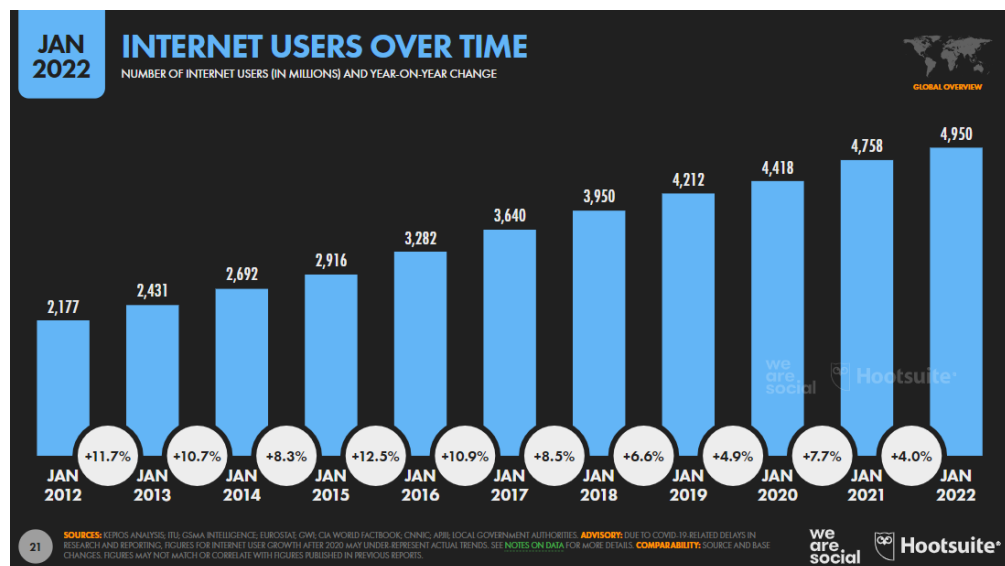 JAN
2022
INTERNET USERS OVER TIME
NUMBER OF INTERNET USERS (IN MILLIONS) AND YEAR-ON-YEAR CHANGE
GLOBAL OVERVIEW
2,177
2,431
2,692
2,916
3,282
3,640
3,950
4,212
4,418
4,758
4,950
we
are
social
Hootsuite®
+11.7%
+10.7%
+8.3%
+12.5%
+10.9%
+8.5%
+6.6%
+4.9%
+7.7%
+4.0%
JAN
2012
JAN
2013
JAN
2014
JAN
2015
JAN
2016
JAN
2017
JAN
2018
JAN
2019
JAN
2020
JAN
2021
JAN
2022
21
SOURCES: KEPIOS ANALYSIS; ITU; GSMA INTELLIGENCE; EUROSTAT; GWI; CIA WORLD FACTBOOK; CNNIC; APJII; LOCAL GOVERNMENT AUTHORITIES. ADVISORY: DUE TO COVID-19-RELATED DELAYS IN
RESEARCH AND REPORTING, FIGURES FOR INTERNET USER GROWTH AFTER 2020 MAY UNDER-REPRESENT ACTUAL TRENDS. SEE NOTES ON DATA FOR MORE DETAILS. COMPARABILITY: SOURCE AND BASE
CHANGES. FIGURES MAY NOT MATCH OR CORRELATE WITH FIGURES PUBLISHED IN PREVIOUS REPORTS.
we
are
social
Hootsuite®